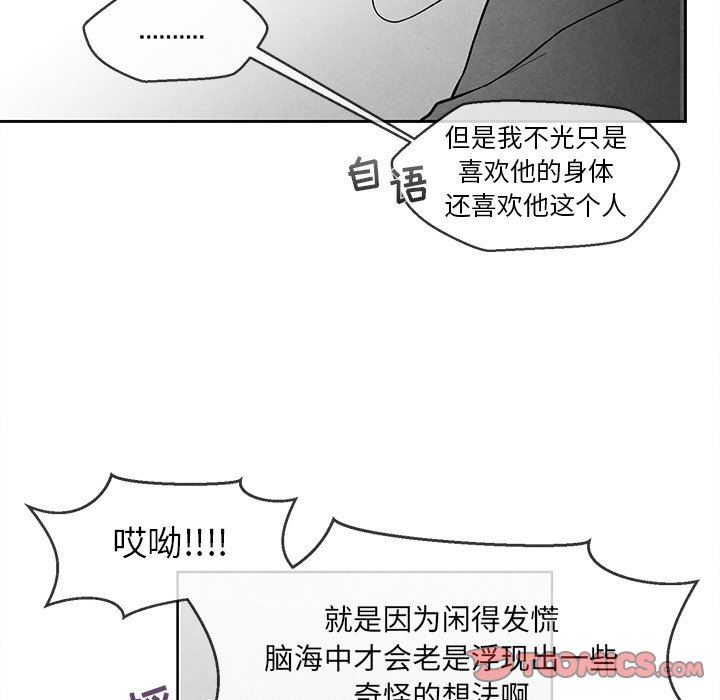 ..........
但是我不光只是
喜欢他的身体
还喜欢他这个人
自语
哎呦!!!!
就是因为闲得发慌
脑海中才会老是浮现出一些
奇怪的想法啊